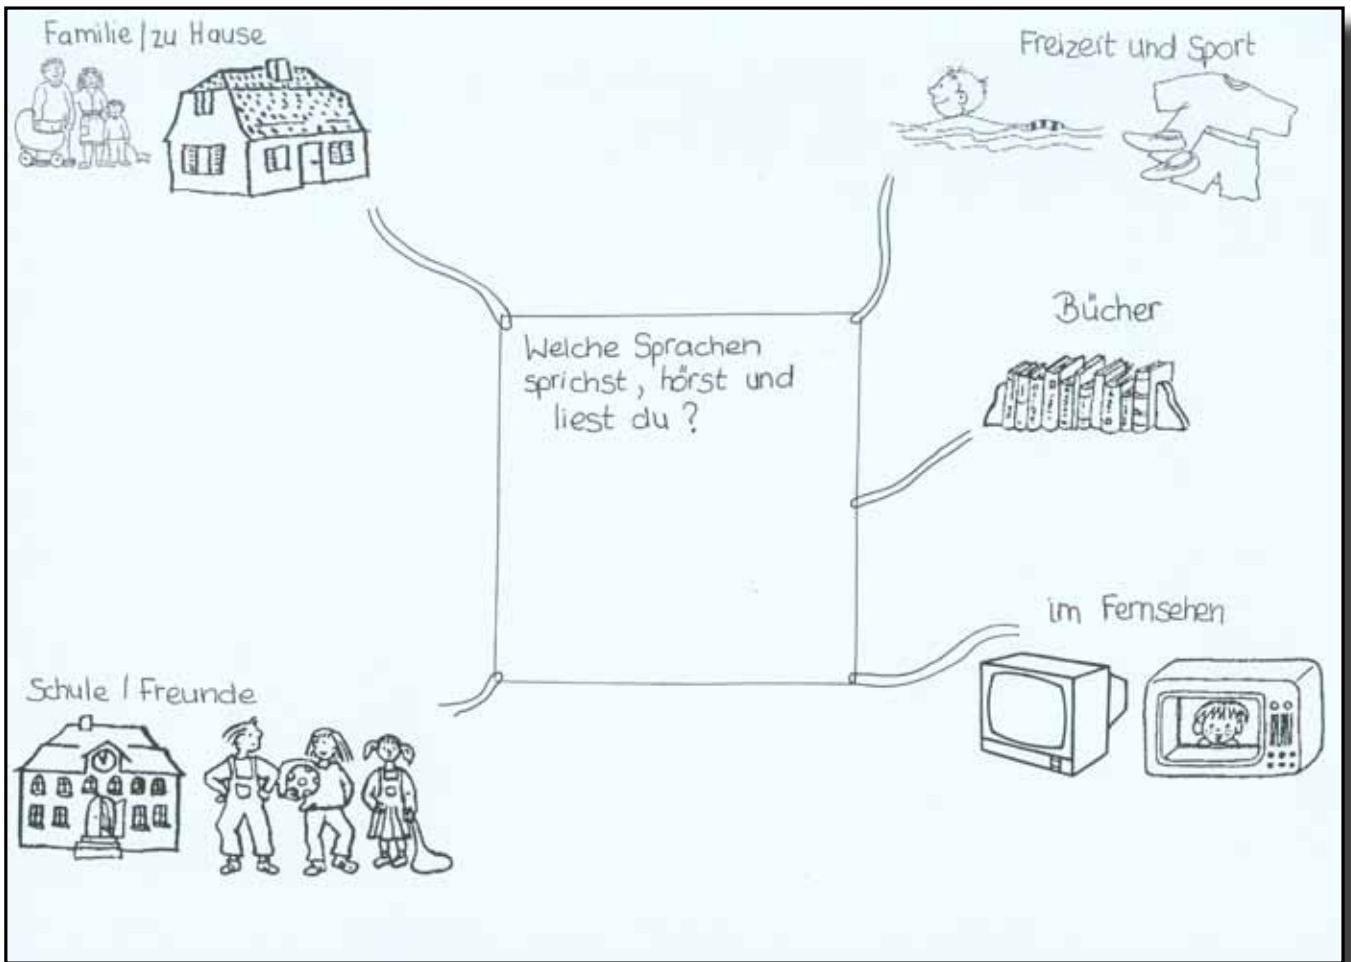 Familie / zu Hause
Freizeit und Sport
Welche Sprachen
sprichst, hörst und
liest du ?
Bücher
im Fernsehen
Schule / Freunde